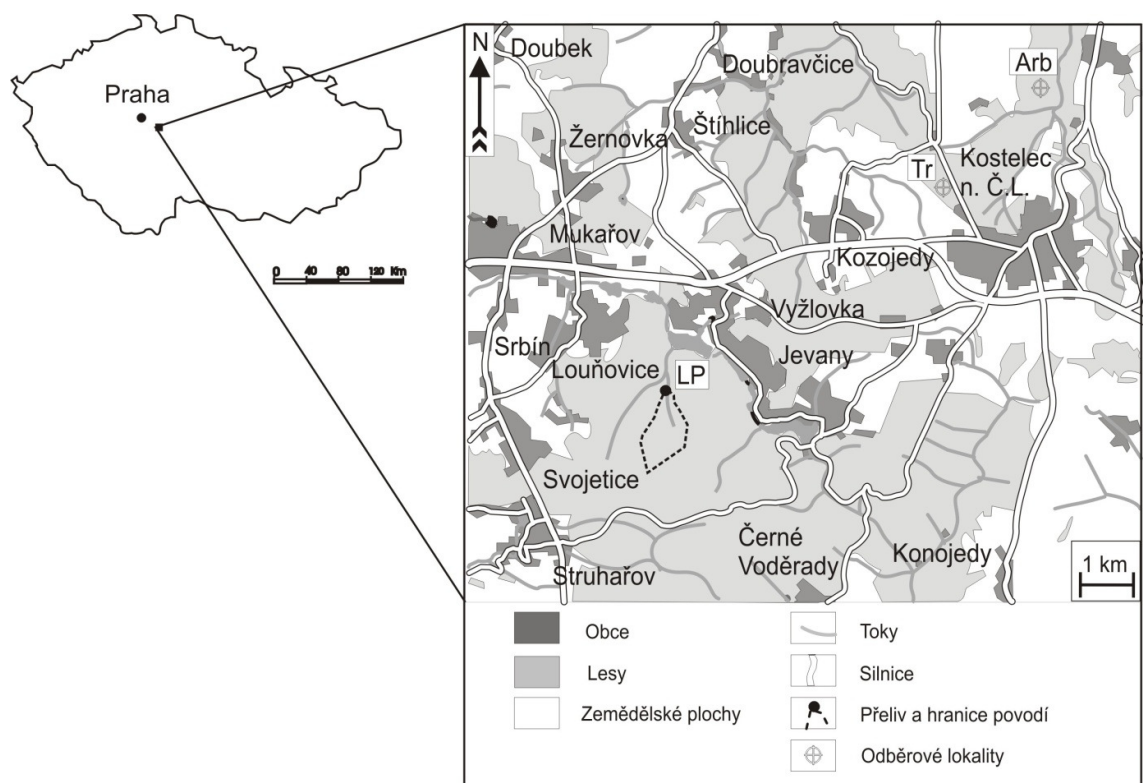 Praha
0 40 80 120 Km
N
Doubek
Doubravčice
Arb
Žernovka
Štíhlice
Tr
Kostelec
n. Č.L.
Mukařov
Kozojedy
Vyžlovka
Srbín
Jevany
Louňovice
LP
Svojetice
Černé
Voděrady
Konojedy
Struhařov
1 km
Obce
Toky
Lesy
Silnice
Zemědělské plochy
Přeliv a hranice povodí
Odběrové lokality